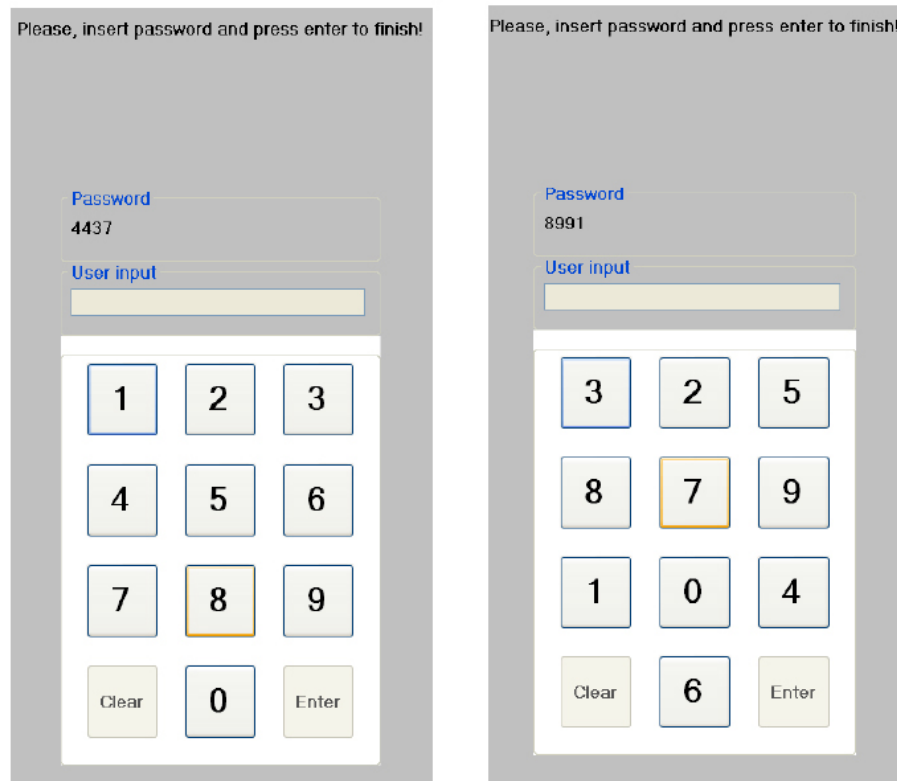 Please, insert password and press enter to finish!
Password
4437
User input
1 2 3
4 5 6
7 8 9
Clear 0 Enter
Please, insert password and press enter to finish!
Password
8991
User input
3 2 5
8 7 9
1 0 4
Clear 6 Enter